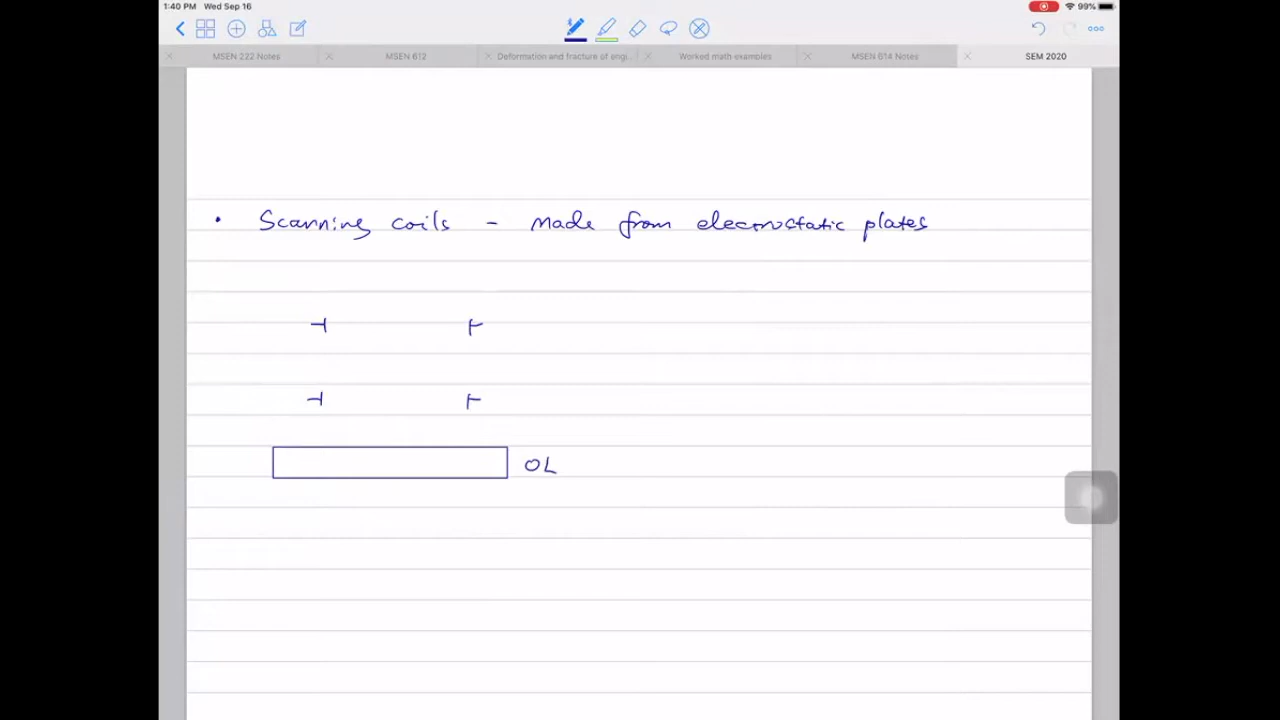 1:40 PM Wed Sep 16
99%
MSEN 222 Notes
MSEN 612
Deformation and fracture of engi...
Worked math examples
MSEN 614 Notes
SEM 2020
• Scanning coils - made from electrostatic plates
OL